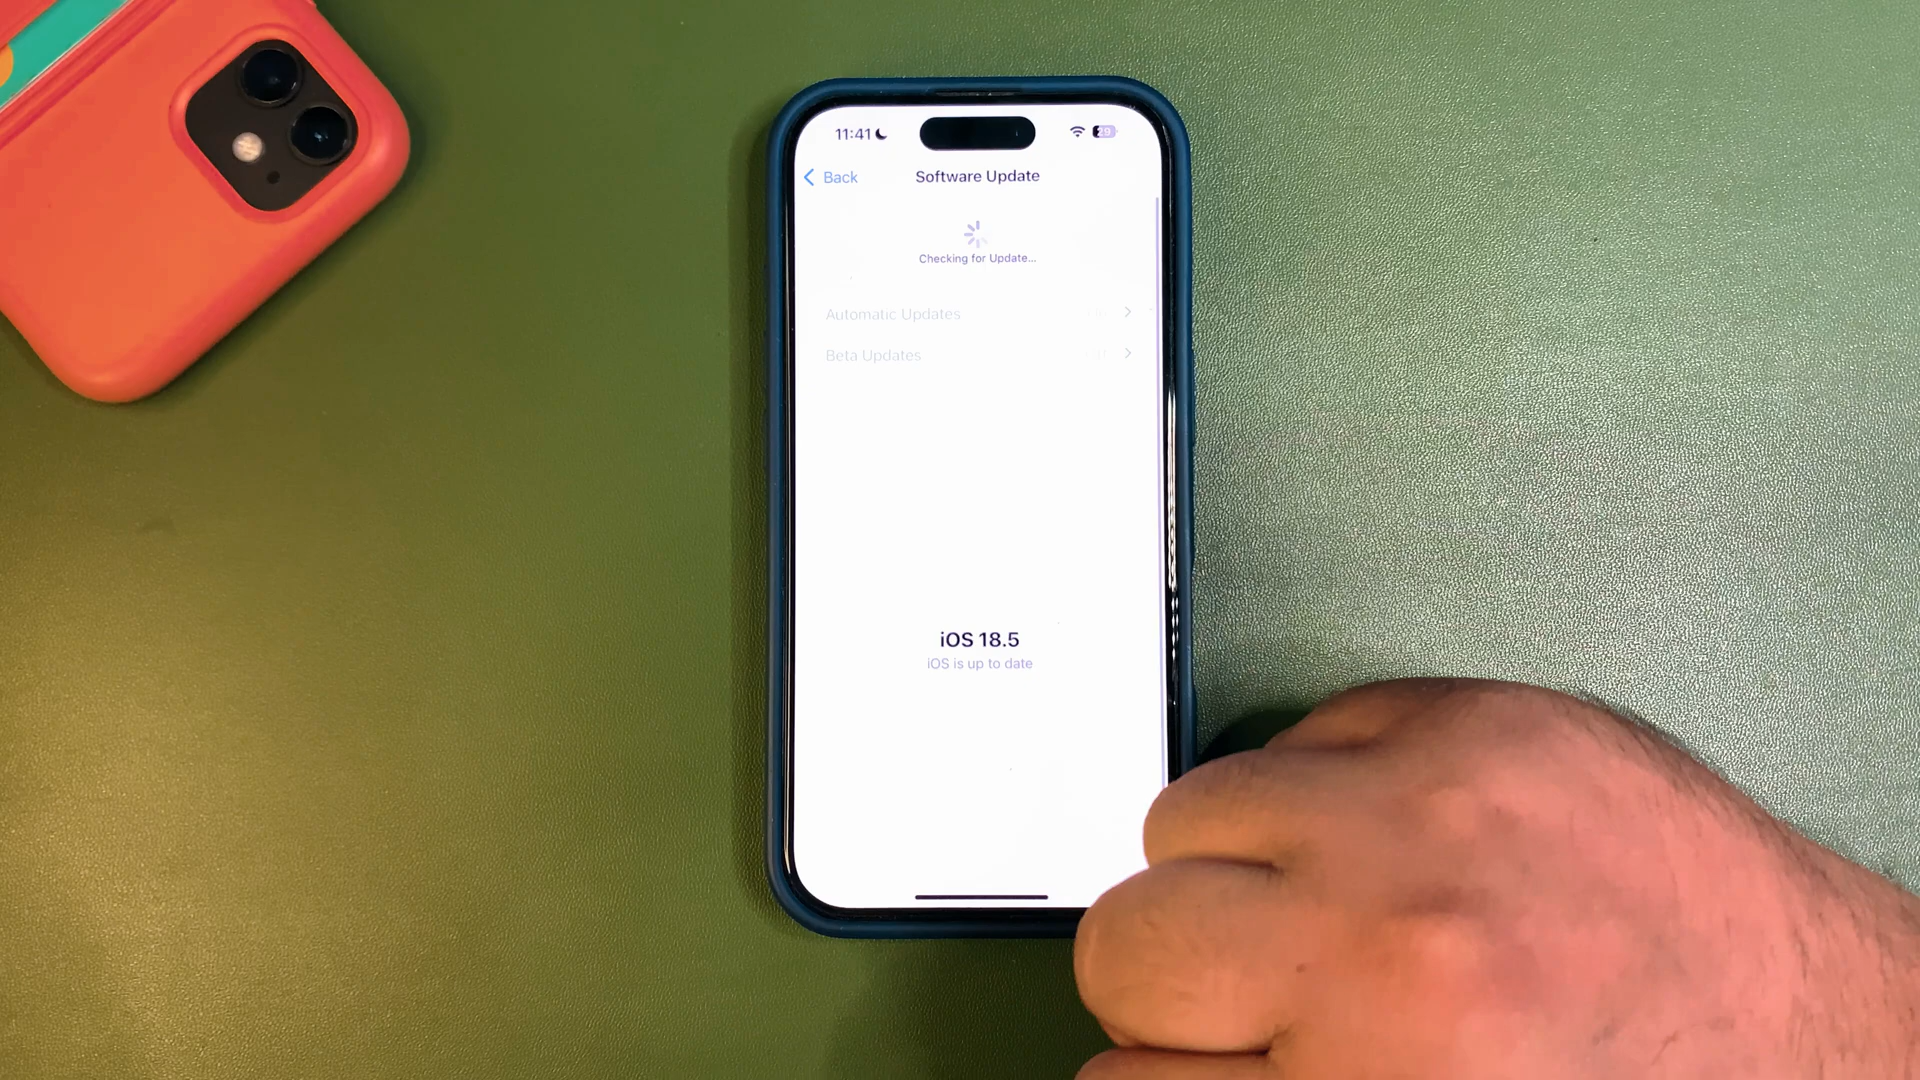 11:41
29
Back
Software Update
Checking for Update...
Automatic Updates
Beta Updates
iOS 18.5
iOS is up to date